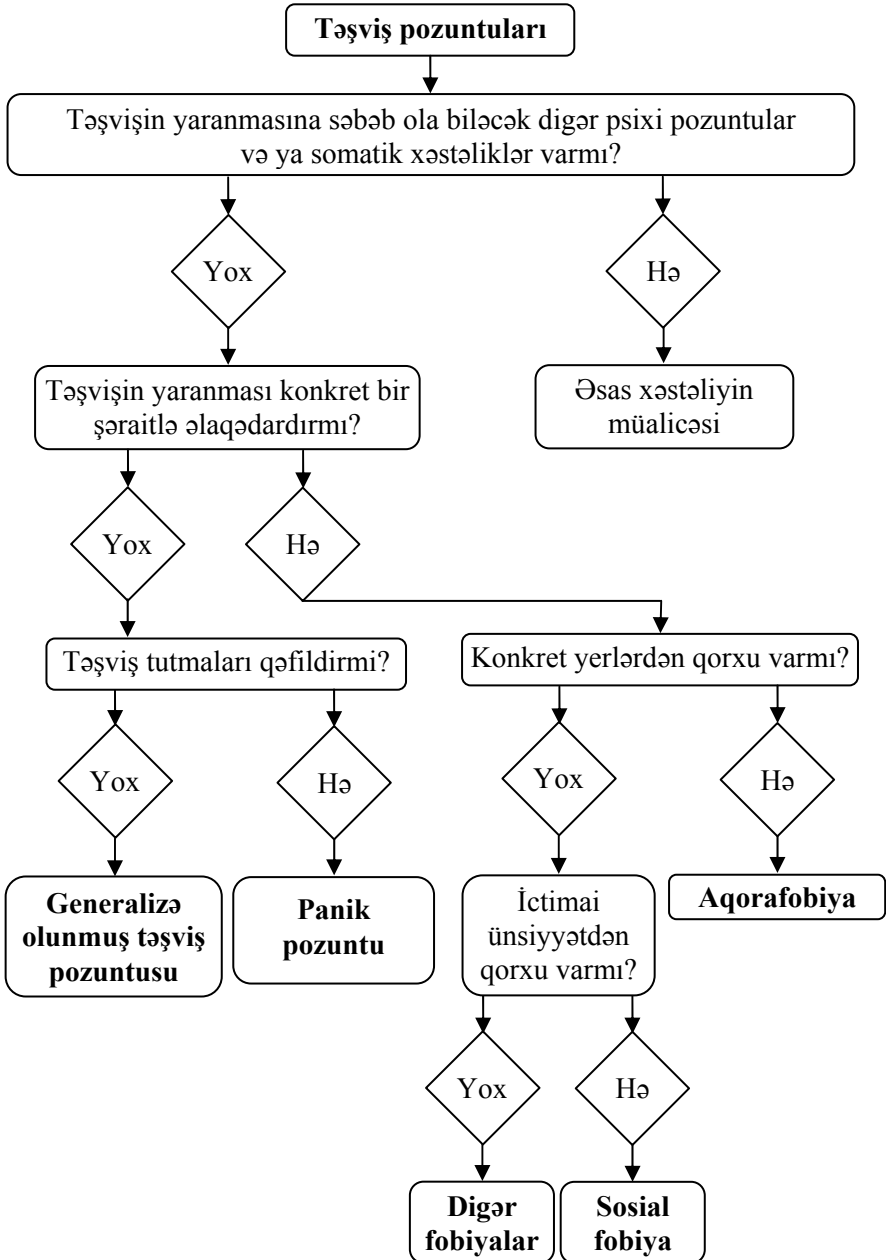 Təşviş pozuntuları
Təşvişin yaranmasına səbəb ola biləcək digər psixi pozuntular
və ya somatik xəstəliklər varmı?
Yox
Hə
Təşvişin yaranması konkret bir
şəraitlə əlaqədardırmı?
Əsas xəstəliyin
müalicəsi
Yox
Hə
Təşviş tutmaları qəfildirmi?
Konkret yerlərdən qorxu varmı?
Yox
Hə
Yox
Hə
Generalizə
olunmuş təşviş
pozuntusu
Panik
pozuntu
İctimai
ünsiyyətdən
qorxu varmı?
Aqorafobiya
Yox
Hə
Digər
fobiyalar
Sosial
fobiya